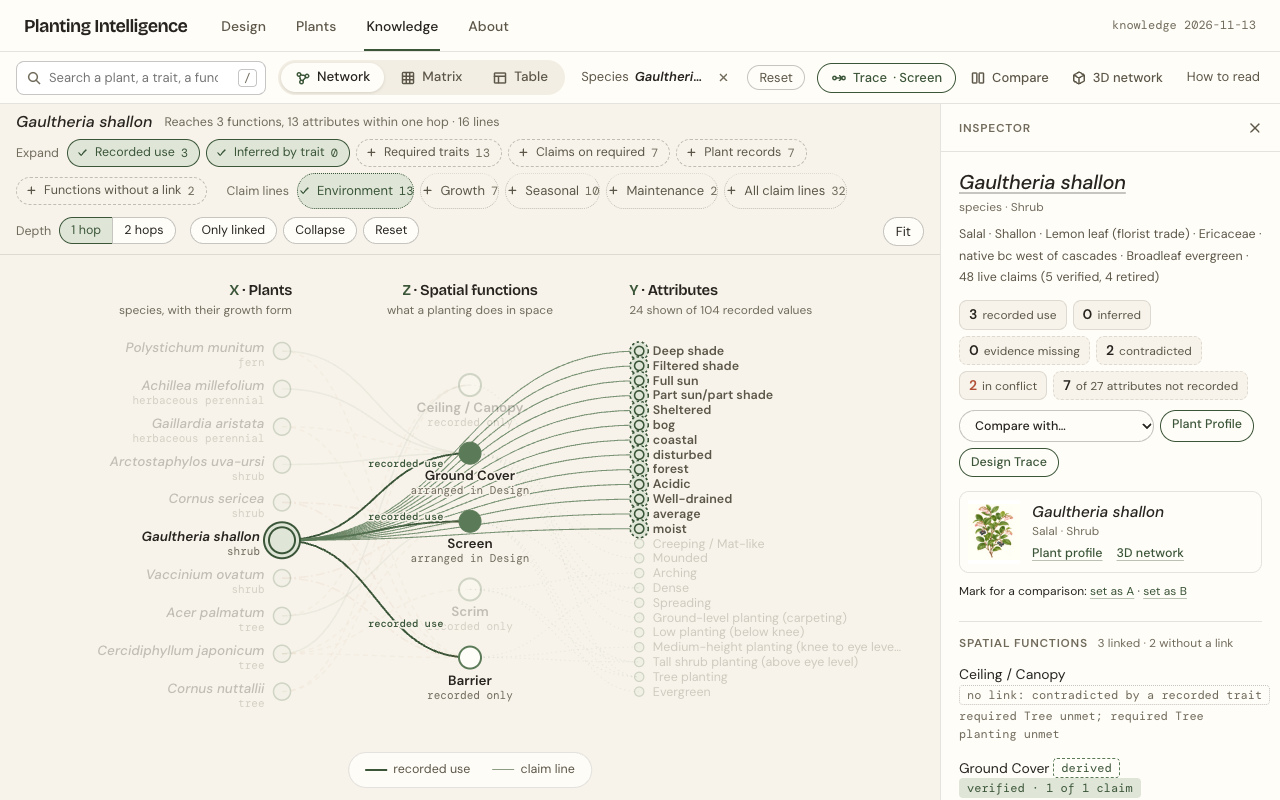 Planting Intelligence Design Plants Knowledge About knowledge 2026-11-13
Search a plant, a trait, a func / Network Matrix Table Species Gaultheri… × Reset Trace · Screen Compare 3D network How to read
Gaultheria shallon Reaches 3 functions, 13 attributes within one hop · 16 lines
Expand ✓ Recorded use 3 ✓ Inferred by trait 0 + Required traits 13 + Claims on required 7 + Plant records 7
+ Functions without a link 2 Claim lines ✓ Environment 13 + Growth 7 + Seasonal 10 + Maintenance 2 + All claim lines 32
Depth 1 hop 2 hops Only linked Collapse Reset Fit
X · Plants
species, with their growth form
Z · Spatial functions
what a planting does in space
Y · Attributes
24 shown of 104 recorded values
Polystichum munitum
fern
Achillea millefolium
herbaceous perennial
Gaillardia aristata
herbaceous perennial
Arctostaphylos uva-ursi
shrub
Cornus sericea
shrub
Gaultheria shallon
shrub
Vaccinium ovatum
shrub
Acer palmatum
tree
Cercidiphyllum japonicum
tree
Cornus nuttallii
tree
Ceiling / Canopy
recorded only
recorded use
Ground Cover
arranged in Design
recorded use
Screen
arranged in Design
Scrim
recorded only
recorded use
Barrier
recorded only
Deep shade
Filtered shade
Full sun
Part sun/part shade
Sheltered
bog
coastal
disturbed
forest
Acidic
Well-drained
average
moist
Creeping / Mat-like
Mounded
Arching
Dense
Spreading
Ground-level planting (carpeting)
Low planting (below knee)
Medium-height planting (knee to eye leve…
Tall shrub planting (above eye level)
Tree planting
Evergreen
recorded use claim line
INSPECTOR ×
Gaultheria shallon
species · Shrub
Salal · Shallon · Lemon leaf (florist trade) · Ericaceae ·
native bc west of cascades · Broadleaf evergreen ·
48 live claims (5 verified, 4 retired)
3 recorded use 0 inferred
0 evidence missing 2 contradicted
2 in conflict 7 of 27 attributes not recorded
Compare with… Plant Profile
Design Trace
Gaultheria shallon
Salal · Shrub
Plant profile 3D network
Mark for a comparison: set as A · set as B
SPATIAL FUNCTIONS 3 linked · 2 without a link
Ceiling / Canopy
no link: contradicted by a recorded trait
required Tree unmet; required Tree
planting unmet
Ground Cover derived
verified · 1 of 1 claim